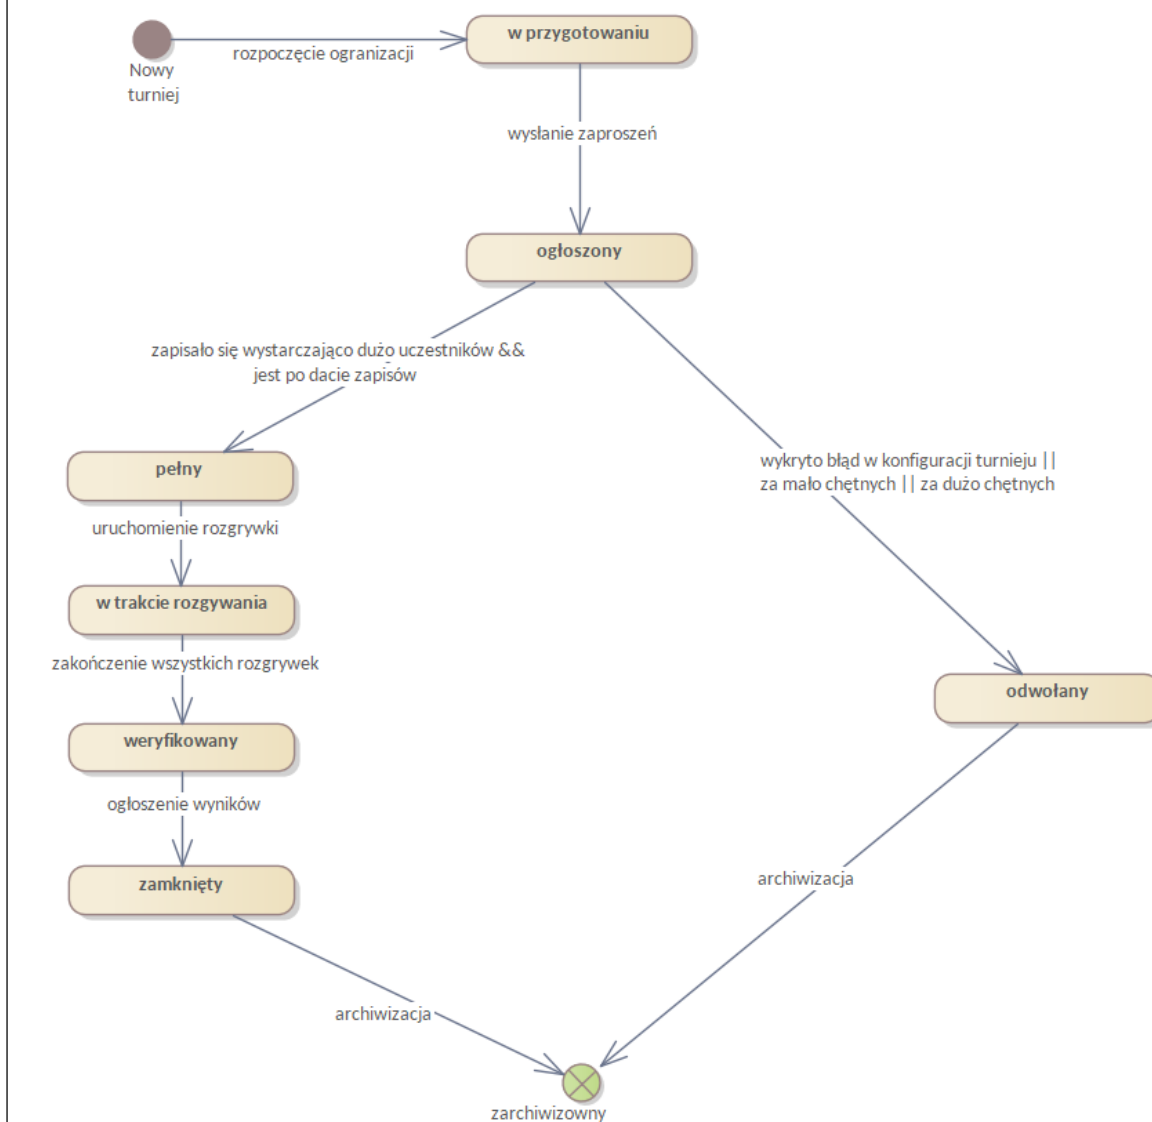 w przygotowaniu
rozpoczęcie ogranizacji
Nowy
turniej
wysłanie zaproszeń
ogłoszony
zapisało się wystarczająco dużo uczestników &&
jest po dacie zapisów
wykryto błąd w konfiguracji turnieju ||
za mało chętnych || za dużo chętnych
pełny
uruchomienie rozgrywki
w trakcie rozgywania
zakończenie wszystkich rozgrywek
odwołany
weryfikowany
ogłoszenie wyników
zamknięty
archiwizacja
archiwizacja
zarchiwizowny